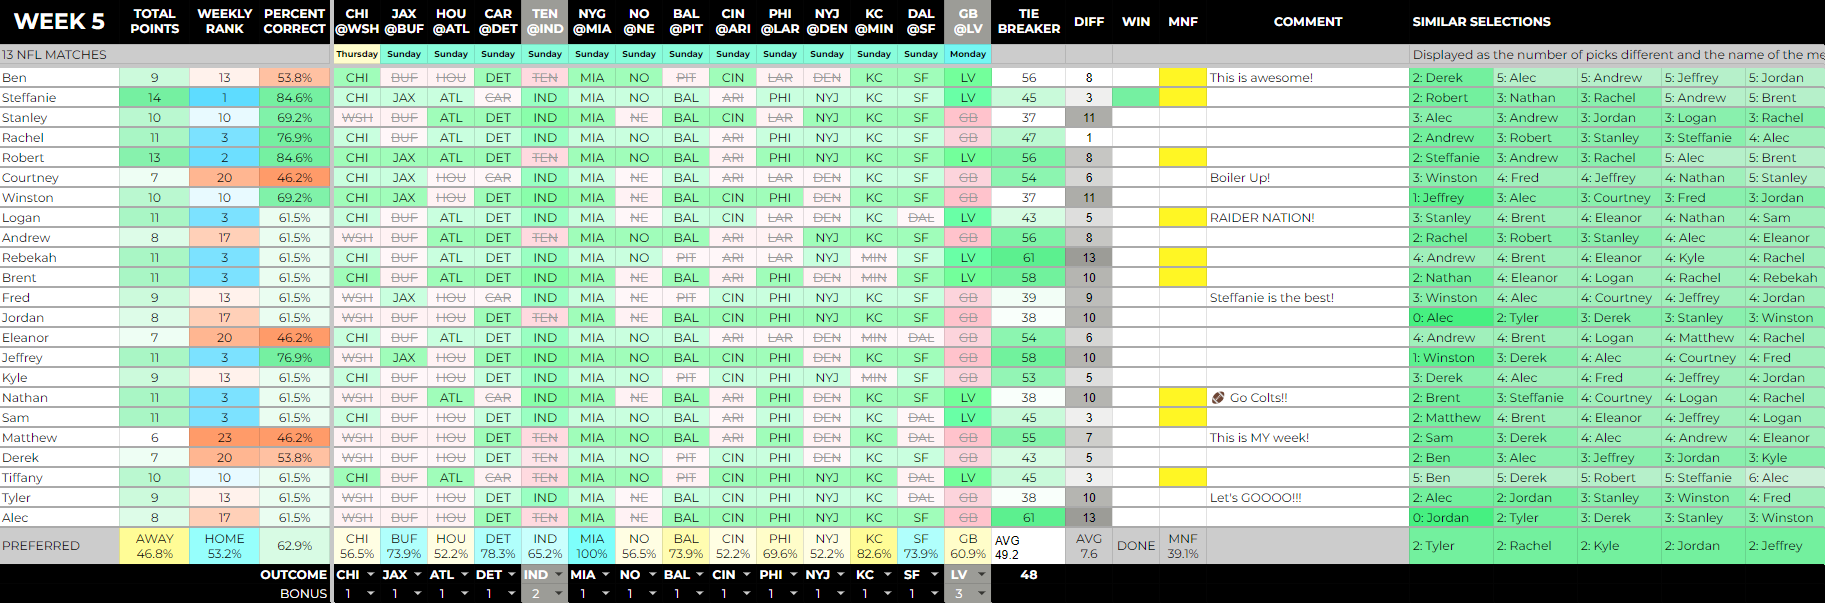 WEEK 5 TOTAL POINTS WEEKLY RANK PERCENT CORRECT CHI @WSH JAX @BUF HOU @ATL CAR @DET TEN @IND NYG @MIA NO @NE BAL @PIT CIN @ARI PHI @LAR NYJ @DEN KC @MIN DAL @SF GB @LV TIE BREAKER DIFF WIN MNF COMMENT SIMILAR SELECTIONS
13 NFL MATCHES Thursday Sunday Sunday Sunday Sunday Sunday Sunday Sunday Sunday Sunday Sunday Sunday Sunday Monday Displayed as the number of picks different and the name of the me
Ben 9 13 53.8% CHI BUF HOU DET TEN MIA NO PIT CIN LAR DEN KC SF LV 56 8 This is awesome! 2: Derek 5: Alec 5: Andrew 5: Jeffrey 5: Jordan
Steffanie 14 1 84.6% CHI JAX ATL CAR IND MIA NO BAL ARI PHI NYJ KC SF LV 45 3 2: Robert 3: Nathan 3: Rachel 5: Andrew 5: Brent
Stanley 10 10 69.2% WSH BUF ATL DET IND MIA NE BAL CIN LAR NYJ KC SF GB 37 11 3: Alec 3: Andrew 3: Jordan 3: Logan 3: Rachel
Rachel 11 3 76.9% CHI BUF ATL DET IND MIA NO BAL ARI PHI NYJ KC SF GB 47 1 2: Andrew 3: Robert 3: Stanley 3: Steffanie 4: Alec
Robert 13 2 84.6% CHI JAX ATL DET TEN MIA NO BAL ARI PHI NYJ KC SF LV 56 8 2: Steffanie 3: Andrew 3: Rachel 5: Alec 5: Brent
Courtney 7 20 46.2% CHI JAX HOU CAR IND MIA NE BAL ARI LAR DEN KC SF GB 54 6 Boiler Up! 3: Winston 4: Fred 4: Jeffrey 4: Nathan 5: Stanley
Winston 10 10 69.2% CHI JAX HOU DET IND MIA NE BAL CIN PHI DEN KC SF GB 37 11 1: Jeffrey 3: Alec 3: Courtney 3: Fred 3: Jordan
Logan 11 3 61.5% CHI BUF ATL DET IND MIA NE BAL CIN LAR DEN KC DAL LV 43 5 RAIDER NATION! 3: Stanley 4: Brent 4: Eleanor 4: Nathan 4: Sam
Andrew 8 17 61.5% WSH BUF ATL DET TEN MIA NO BAL ARI LAR NYJ KC SF GB 56 8 2: Rachel 3: Robert 3: Stanley 4: Alec 4: Eleanor
Rebekah 11 3 61.5% CHI BUF ATL DET IND MIA NO PIT ARI LAR NYJ MIN SF LV 61 13 4: Andrew 4: Brent 4: Eleanor 4: Kyle 4: Rachel
Brent 11 3 61.5% CHI BUF ATL DET IND MIA NE BAL ARI PHI DEN MIN SF LV 58 10 2: Nathan 4: Eleanor 4: Logan 4: Rachel 4: Rebekah
Fred 9 13 61.5% WSH JAX HOU CAR IND MIA NE PIT CIN PHI NYJ KC SF GB 39 9 Steffanie is the best! 3: Winston 4: Alec 4: Courtney 4: Jeffrey 4: Jordan
Jordan 8 17 61.5% WSH BUF HOU DET TEN MIA NE BAL CIN PHI NYJ KC SF GB 38 10 0: Alec 2: Tyler 3: Derek 3: Stanley 3: Winston
Eleanor 7 20 46.2% CHI BUF ATL DET IND MIA NO BAL ARI LAR DEN MIN DAL GB 54 6 4: Andrew 4: Brent 4: Logan 4: Matthew 4: Rachel
Jeffrey 11 3 76.9% WSH JAX HOU DET IND MIA NO BAL CIN PHI DEN KC SF GB 58 10 1: Winston 3: Derek 4: Alec 4: Courtney 4: Fred
Kyle 9 13 61.5% CHI BUF HOU DET IND MIA NO PIT CIN PHI NYJ MIN SF GB 53 5 3: Derek 4: Alec 4: Fred 4: Jeffrey 4: Jordan
Nathan 11 3 61.5% WSH BUF ATL CAR IND MIA NE BAL ARI PHI DEN KC SF LV 38 10 🏈 Go Colts!! 2: Brent 3: Steffanie 4: Courtney 4: Logan 4: Rachel
Sam 11 3 61.5% CHI BUF HOU DET IND MIA NO BAL ARI PHI DEN KC DAL LV 45 3 2: Matthew 4: Brent 4: Eleanor 4: Jeffrey 4: Logan
Matthew 6 23 46.2% WSH BUF HOU DET TEN MIA NO BAL ARI PHI DEN KC DAL GB 55 7 This is MY week! 2: Sam 3: Derek 4: Alec 4: Andrew 4: Eleanor
Derek 7 20 53.8% WSH BUF HOU DET TEN MIA NO PIT CIN PHI DEN KC SF GB 43 5 2: Ben 3: Alec 3: Jeffrey 3: Jordan 3: Kyle
Tiffany 10 10 61.5% CHI BUF ATL CAR TEN MIA NO PIT CIN PHI NYJ KC DAL LV 45 3 5: Ben 5: Derek 5: Robert 5: Steffanie 6: Alec
Tyler 9 13 61.5% WSH BUF HOU DET IND MIA NE BAL CIN PHI NYJ KC DAL GB 38 10 Let's GOOOO!!! 2: Alec 2: Jordan 3: Stanley 3: Winston 4: Fred
Alec 8 17 61.5% WSH BUF HOU DET TEN MIA NE BAL CIN PHI NYJ KC SF GB 61 13 0: Jordan 2: Tyler 3: Derek 3: Stanley 3: Winston
PREFERRED AWAY 46.8% HOME 53.2% 62.9% CHI 56.5% BUF 73.9% HOU 52.2% DET 78.3% IND 65.2% MIA 100% NO 56.5% BAL 73.9% CIN 52.2% PHI 69.6% NYJ 52.2% KC 82.6% SF 73.9% GB 60.9% AVG 49.2 AVG 7.6 DONE MNF 39.1% 2: Tyler 2: Rachel 2: Kyle 2: Jordan 2: Jeffrey
OUTCOME CHI JAX ATL DET IND MIA NO BAL CIN PHI NYJ KC SF LV 48
BONUS 1 1 1 1 2 1 1 1 1 1 1 1 1 3